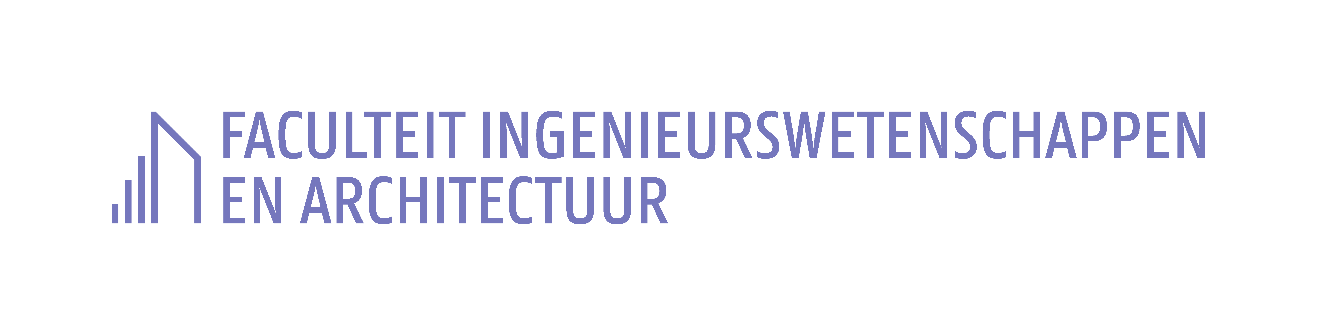 FACULTEIT INGENIEURSWETENSCHAPPEN
EN ARCHITECTUUR